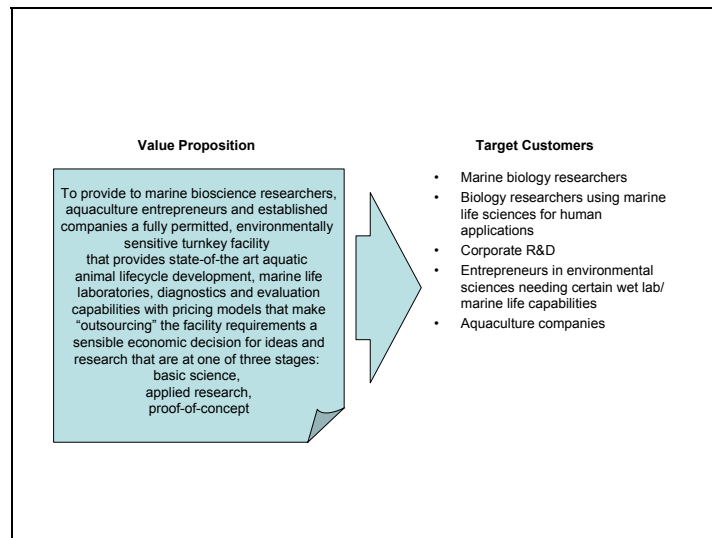 Value Proposition
To provide to marine bioscience researchers,
aquaculture entrepreneurs and established
companies a fully permitted, environmentally
sensitive turnkey facility
that provides state-of-the art aquatic
animal lifecycle development, marine life
laboratories, diagnostics and evaluation
capabilities with pricing models that make
“outsourcing” the facility requirements a
sensible economic decision for ideas and
research that are at one of three stages:
basic science,
applied research,
proof-of-concept
Target Customers
• Marine biology researchers
• Biology researchers using marine
life sciences for human
applications
• Corporate R&D
• Entrepreneurs in environmental
sciences needing certain wet lab/
marine life capabilities
• Aquaculture companies